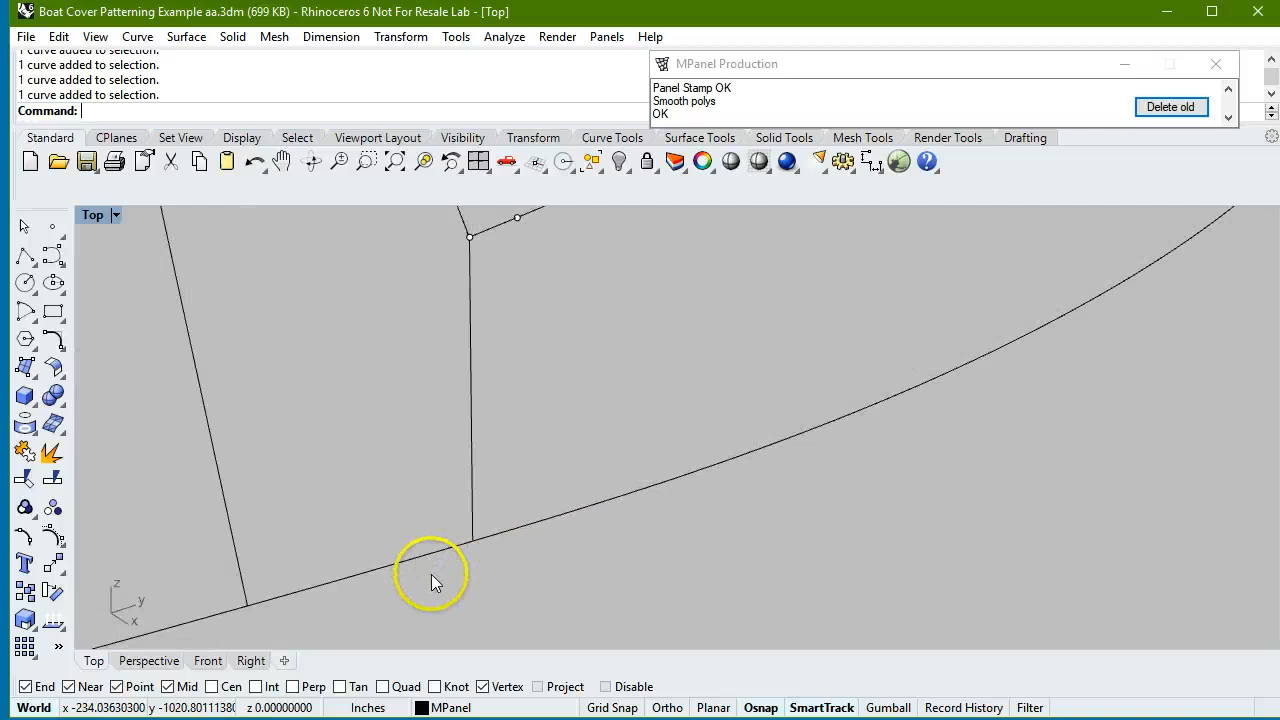 Boat Cover Patterning Example aa.3dm (699 KB) - Rhinoceros 6 Not For Resale Lab - [Top]
File Edit View Curve Surface Solid Mesh Dimension Transform Tools Analyze Render Panels Help
1 curve added to selection.
1 curve added to selection.
1 curve added to selection.
1 curve added to selection.
Command:
MPanel Production
Panel Stamp OK
Smooth polys
OK
Delete old
Standard CPlanes Set View Display Select Viewport Layout Visibility Transform Curve Tools Surface Tools Solid Tools Mesh Tools Render Tools Drafting
Top
z
y
x
Top Perspective Front Right
End Near Point Mid Cen Int Perp Tan Quad Knot Vertex Project Disable
World x -234.03630300 y -1020.8011138 z 0.00000000 Inches MPanel Grid Snap Ortho Planar Osnap SmartTrack Gumball Record History Filter